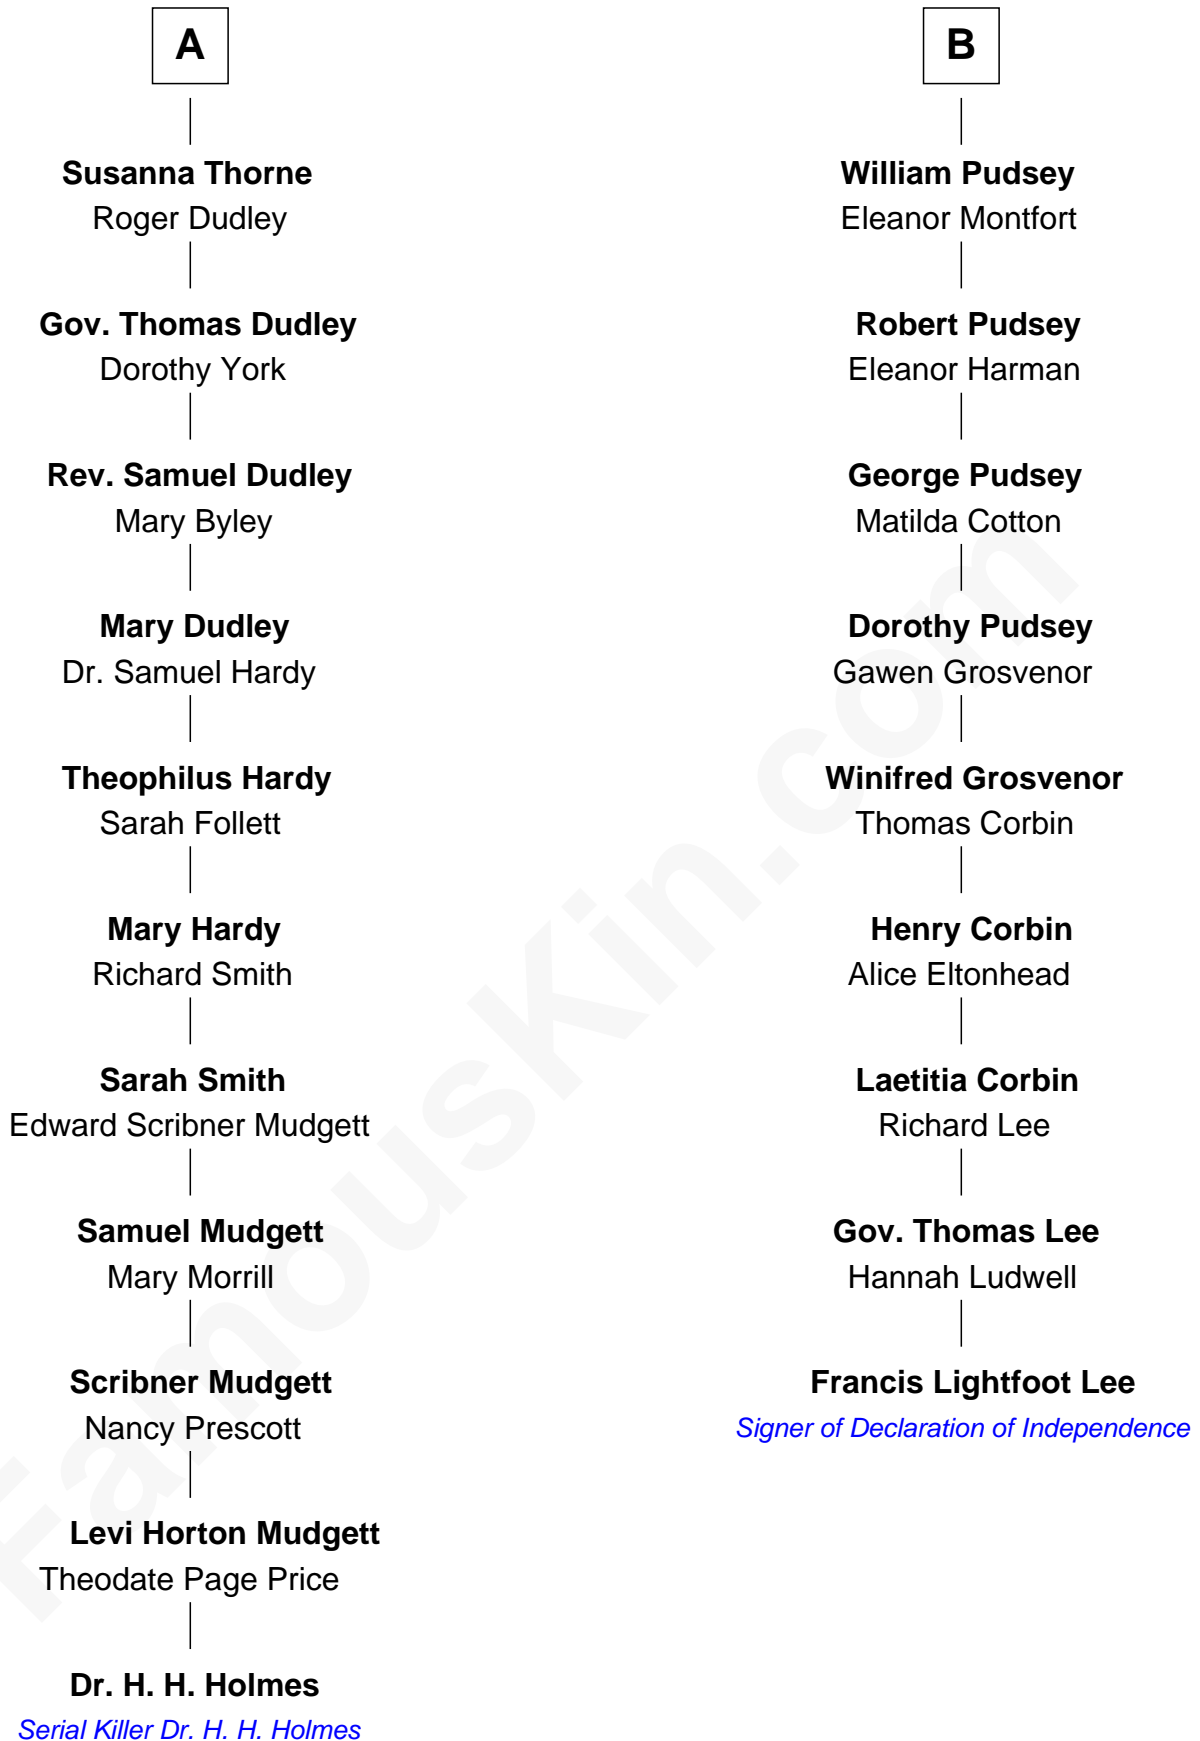 A
Susanna Thorne
Roger Dudley
Gov. Thomas Dudley
Dorothy York
Rev. Samuel Dudley
Mary Byley
Mary Dudley
Dr. Samuel Hardy
Theophilus Hardy
Sarah Follett
Mary Hardy
Richard Smith
Sarah Smith
Edward Scribner Mudgett
Samuel Mudgett
Mary Morrill
Scribner Mudgett
Nancy Prescott
Levi Horton Mudgett
Theodate Page Price
Dr. H. H. Holmes
Serial Killer Dr. H. H. Holmes
B
William Pudsey
Eleanor Montfort
Robert Pudsey
Eleanor Harman
George Pudsey
Matilda Cotton
Dorothy Pudsey
Gawen Grosvenor
Winifred Grosvenor
Thomas Corbin
Henry Corbin
Alice Eltonhead
Laetitia Corbin
Richard Lee
Gov. Thomas Lee
Hannah Ludwell
Francis Lightfoot Lee
Signer of Declaration of Independence
FamousKin.com